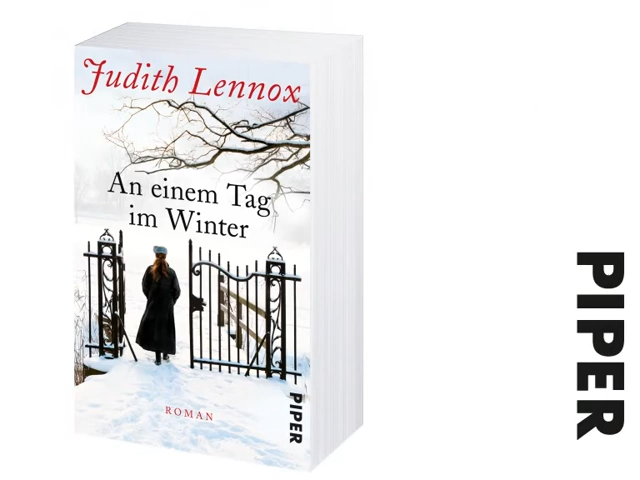 Judith Lennox
An einem Tag
im Winter
ROMAN
PIPER
PIPER